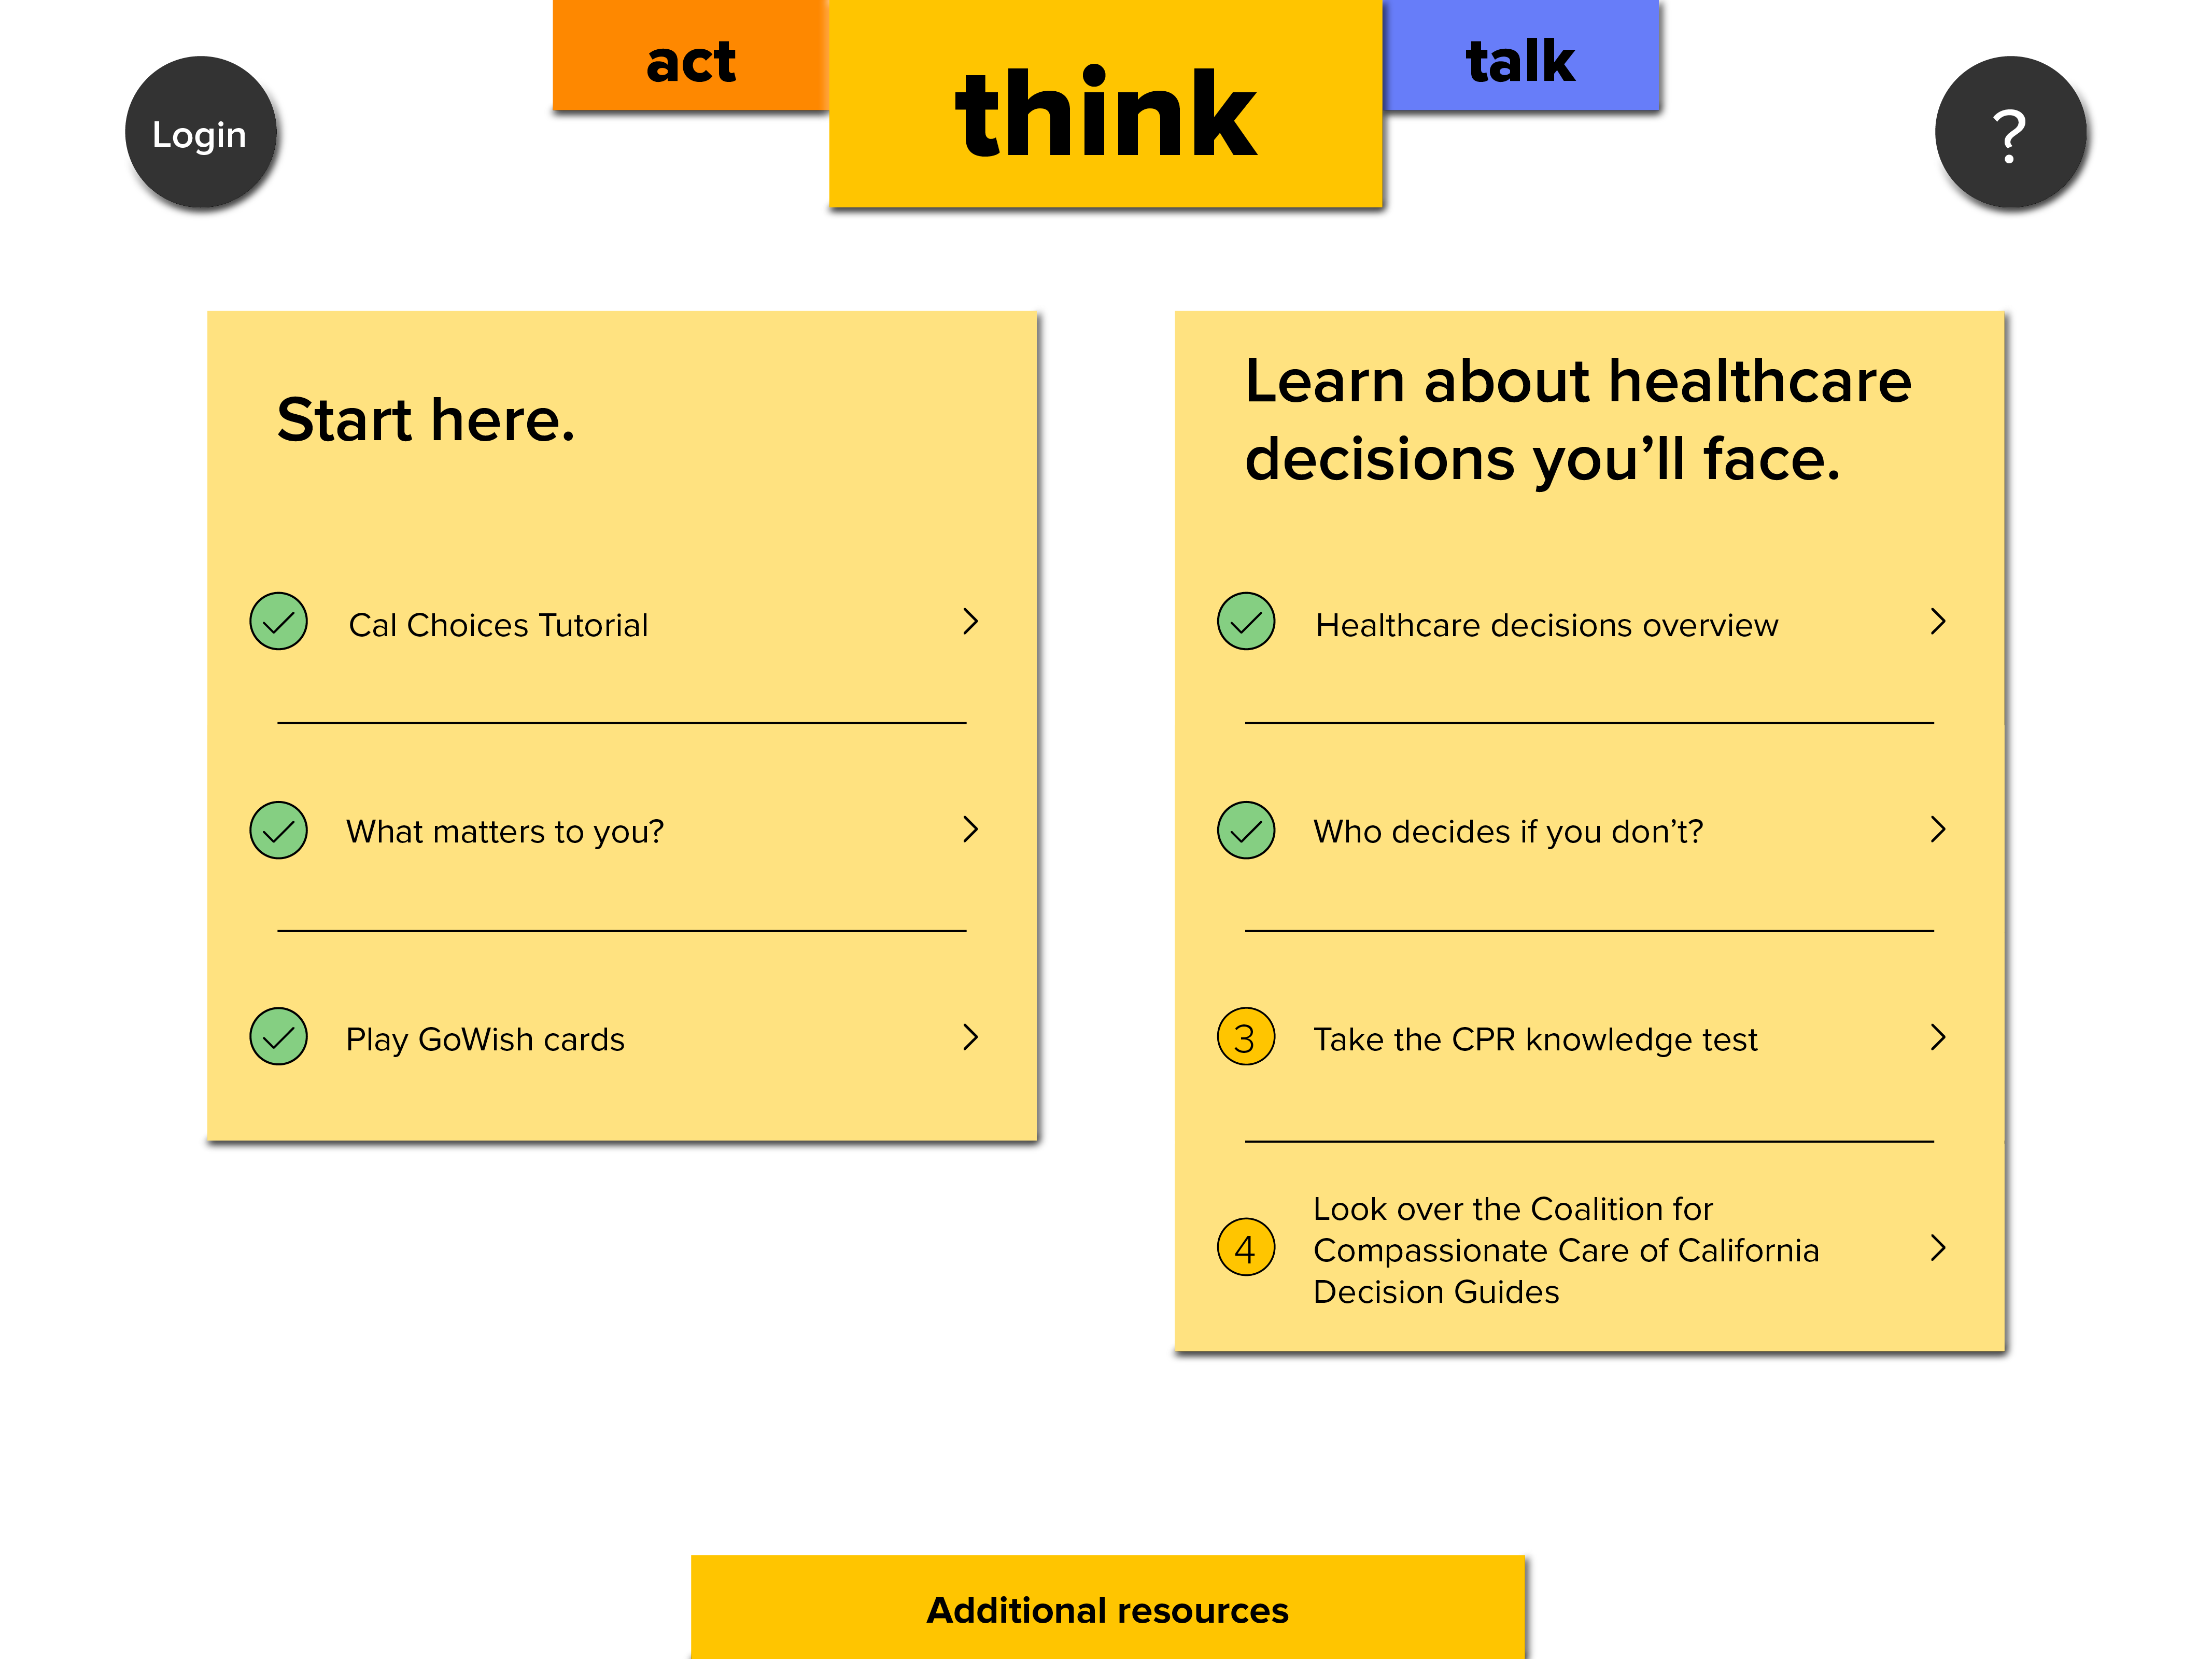 act
think
talk
Login
?
Start here.
Cal Choices Tutorial
What matters to you?
Play GoWish cards
Learn about healthcare
decisions you’ll face.
Healthcare decisions overview
Who decides if you don’t?
3
Take the CPR knowledge test
4
Look over the Coalition for
Compassionate Care of California
Decision Guides
Additional resources